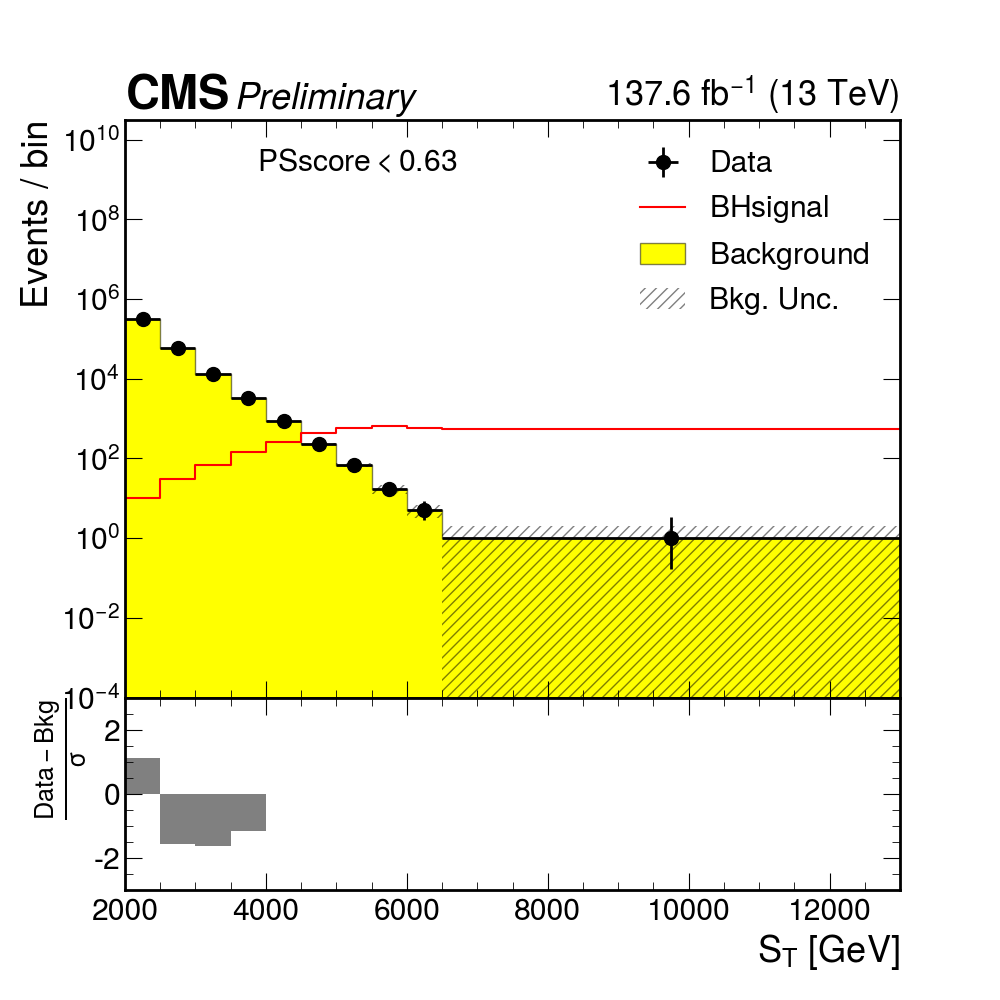 CMS Preliminary 137.6 fb⁻¹ (13 TeV)
Events / bin
PSscore < 0.63
Data
BHsignal
Background
Bkg. Unc.
10¹⁰
10⁸
10⁶
10⁴
10²
10⁰
10⁻²
10⁻⁴
Data – Bkg
σ
2
0
-2
2000 4000 6000 8000 10000 12000
S_T [GeV]